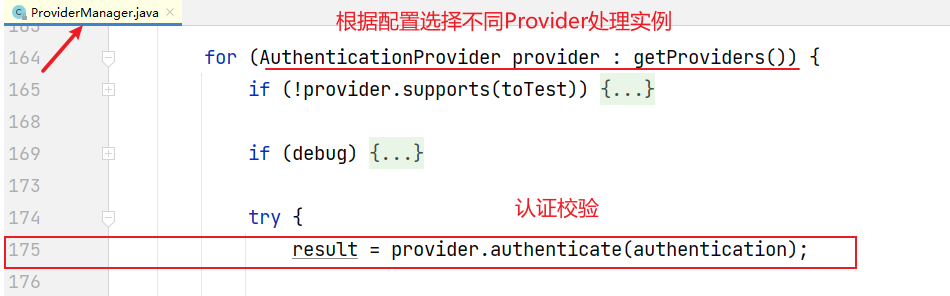 ProviderManager.java
根据配置选择不同Provider处理实例
163
164 for (AuthenticationProvider provider : getProviders()) {
165 if (!provider.supports(toTest)) {...}
168
169 if (debug) {...}
173
认证校验
174 try {
175 result = provider.authenticate(authentication);
176